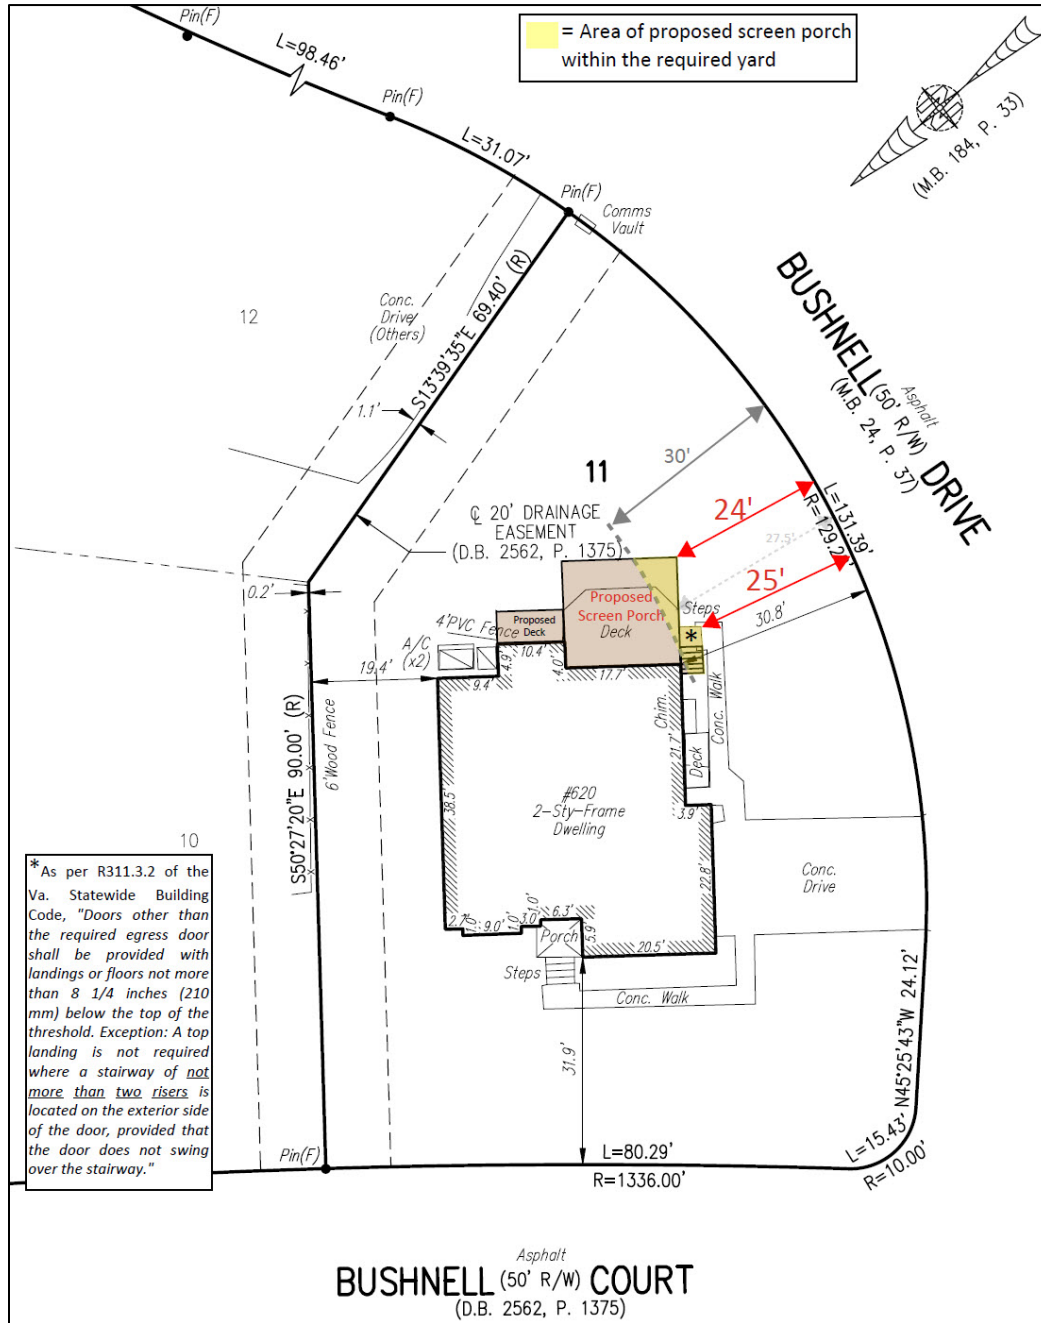 Pin(F)
L=98.46'
= Area of proposed screen porch
within the required yard
(M.B. 184, P. 33)
Pin(F)
L=31.07'
Pin(F)
Comms
Vault
12
Conc.
Drive
(Others)
S13°39'35"E 69.40' (R)
1.1'
BUSHNELL (50' R/W) DRIVE
Asphalt
(M.B. 24, P. 37)
30'
11
24'
L=131.39'
27.5'
25'
℄ 20' DRAINAGE
EASEMENT
(D.B. 2562, P. 1375)
0.2'
Proposed
Screen Porch
Deck
Steps
30.8'
Proposed
Deck
4'PVC Fence
A/C
(x2)
10.4'
4.9'
4.0'
17.7'
*
19.4'
9.4'
Chim.
Conc. Walk
Deck
21.7'
6'Wood Fence
S50°27'20"E 90.00' (R)
38.5'
#620
2-Sty-Frame
Dwelling
3.9'
10
Conc.
Drive
22.8'
*As per R311.3.2 of the
Va. Statewide Building
Code, "Doors other than
the required egress door
shall be provided with
landings or floors not more
than 8 1/4 inches (210
mm) below the top of the
threshold. Exception: A top
landing is not required
where a stairway of not
more than two risers is
located on the exterior side
of the door, provided that
the door does not swing
over the stairway."
2.7'
1.0'
9.0'
1.0'
3.0'
1.0'
6.3'
5.9'
Porch
20.5'
Steps
Conc. Walk
31.9'
N45°25'43"W 24.12'
L=15.43'
R=10.00'
Pin(F)
L=80.29'
R=1336.00'
Asphalt
BUSHNELL (50' R/W) COURT
(D.B. 2562, P. 1375)